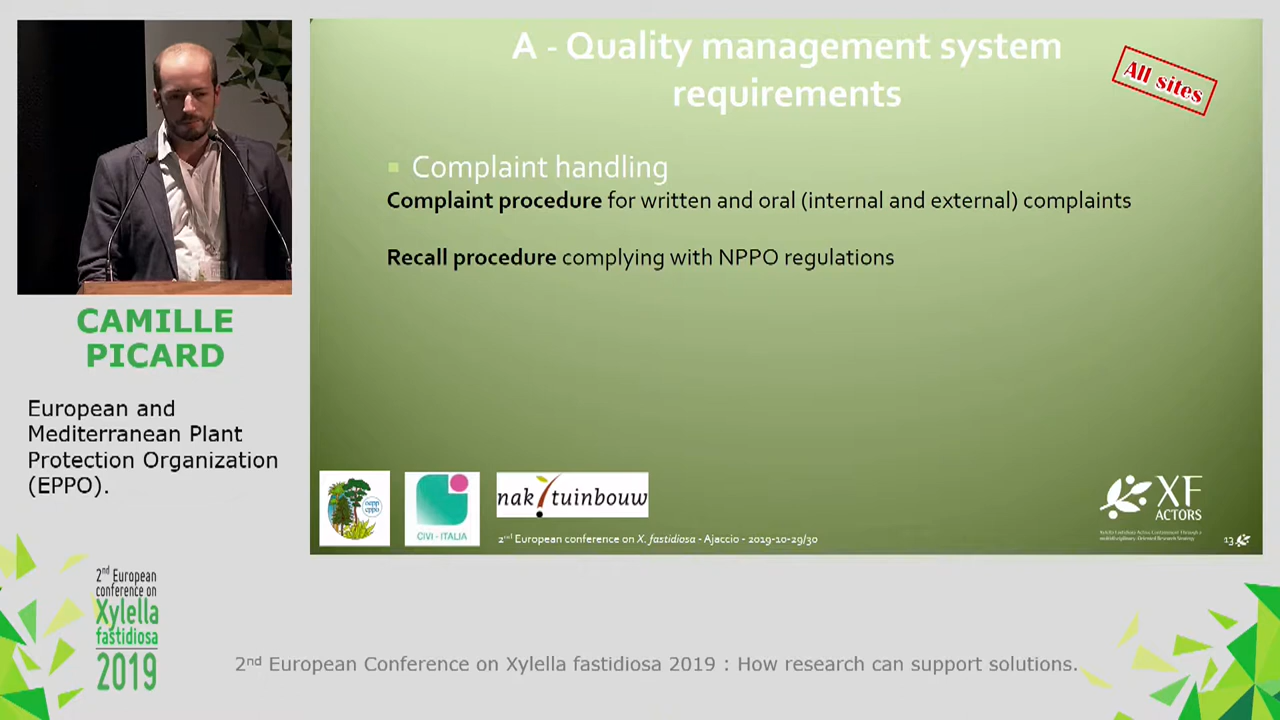 A - Quality management system
requirements
All sites
Complaint handling
Complaint procedure for written and oral (internal and external) complaints
Recall procedure complying with NPPO regulations
CAMILLE
PICARD
European and
Mediterranean Plant
Protection Organization
(EPPO).
oepp
eppo
CIVI - ITALIA
nak tuinbouw
XF
ACTORS
2nd European conference on X. fastidiosa - Ajaccio - 2019-10-29/30
13
2nd European
conference on
Xylella
fastidiosa
2019
2nd European Conference on Xylella fastidiosa 2019 : How research can support solutions.